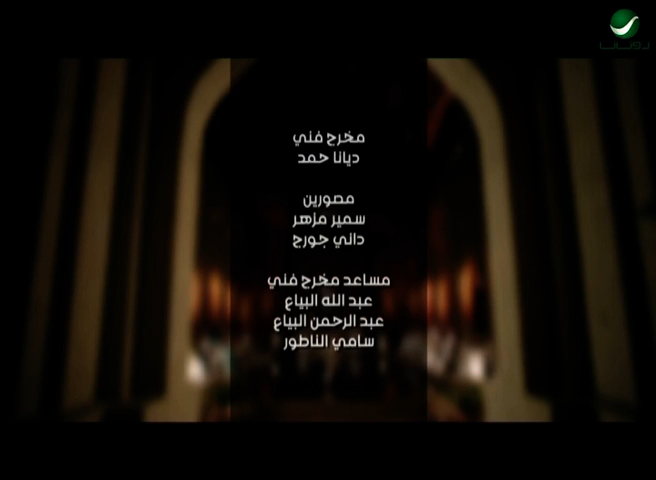 روتانا
مخرج فني
ديانا حمد
مصورين
سمير مزهر
داني جورج
مساعد مخرج فني
عبد الله البياع
عبد الرحمن البياع
سامي الناطور